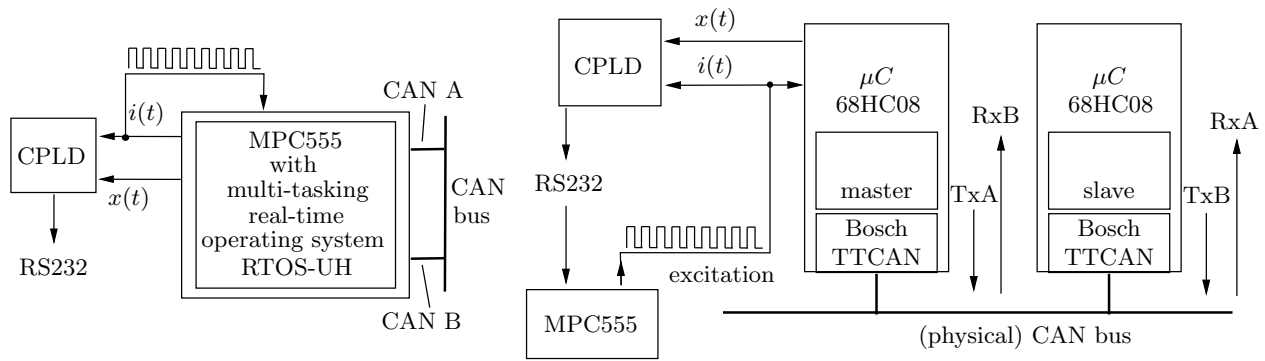 i(t)
CPLD
x(t)
RS232
MPC555
with
multi-tasking
real-time
operating system
RTOS-UH
CAN A
CAN
bus
CAN B
CPLD
x(t)
i(t)
RS232
excitation
MPC555
μC
68HC08
master
Bosch
TTCAN
TxA
RxB
μC
68HC08
slave
Bosch
TTCAN
TxB
RxA
(physical) CAN bus